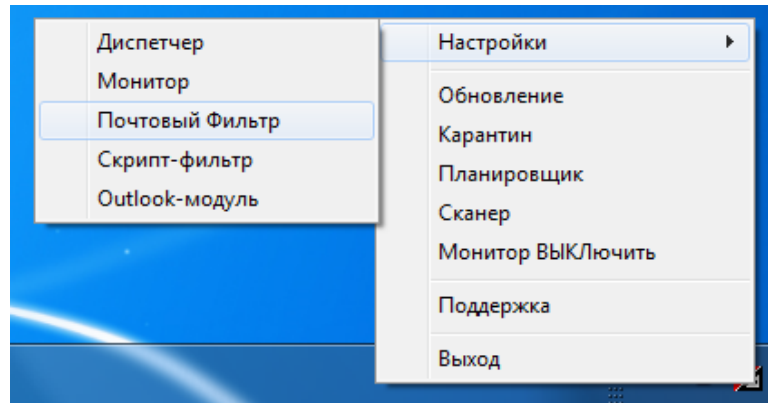 Диспетчер
Монитор
Почтовый Фильтр
Скрипт-фильтр
Outlook-модуль
Настройки
Обновление
Карантин
Планировщик
Сканер
Монитор ВЫКЛючить
Поддержка
Выход